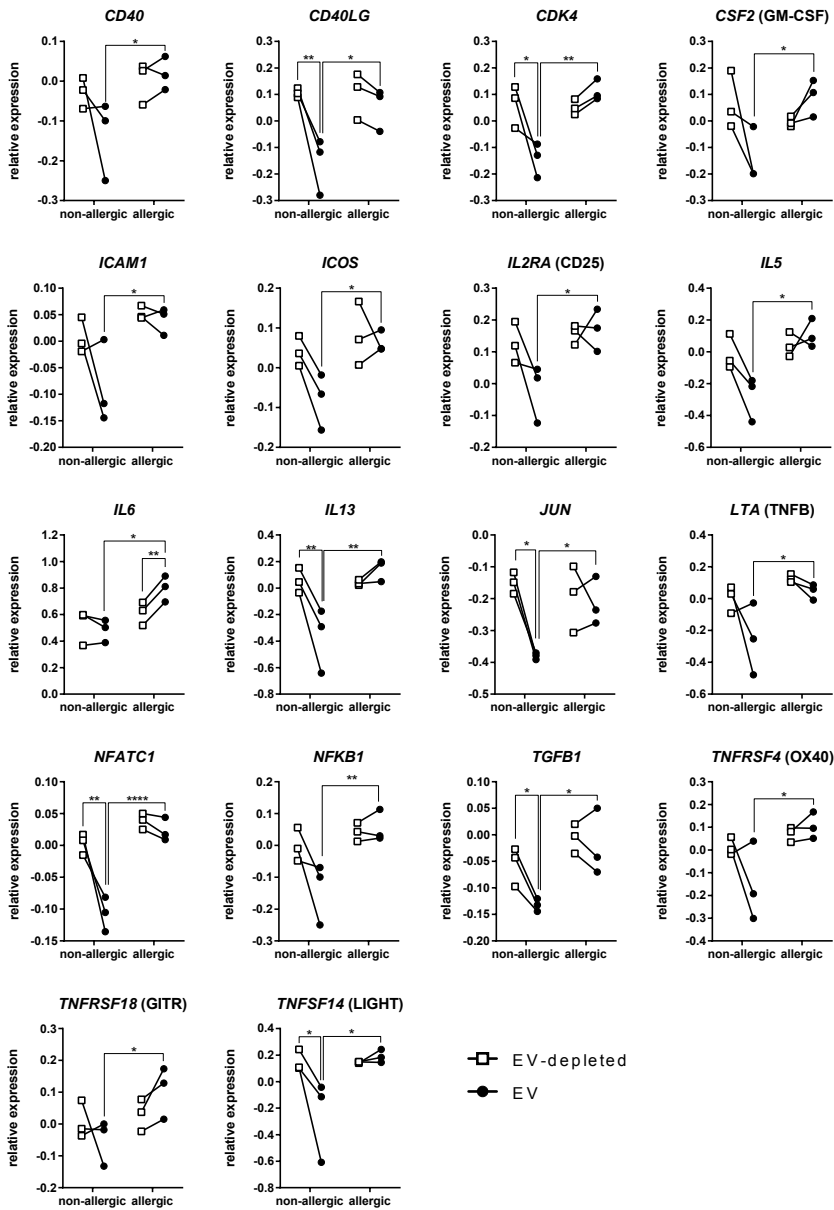 CD40
relative expression
0.1
0.0
-0.1
-0.2
-0.3
*
non-allergic allergic
CD40LG
relative expression
0.3
0.2
0.1
0.0
-0.1
-0.2
-0.3
** *
non-allergic allergic
CDK4
relative expression
0.3
0.2
0.1
0.0
-0.1
-0.2
-0.3
* **
non-allergic allergic
CSF2 (GM-CSF)
relative expression
0.3
0.2
0.1
0.0
-0.1
-0.2
-0.3
*
non-allergic allergic
ICAM1
relative expression
0.10
0.05
0.00
-0.05
-0.10
-0.15
-0.20
*
non-allergic allergic
ICOS
relative expression
0.2
0.1
0.0
-0.1
-0.2
*
non-allergic allergic
IL2RA (CD25)
relative expression
0.3
0.2
0.1
0.0
-0.1
-0.2
*
non-allergic allergic
IL5
relative expression
0.4
0.2
0.0
-0.2
-0.4
-0.6
*
non-allergic allergic
IL6
relative expression
1.2
1.0
0.8
0.6
0.4
0.2
0.0
*
**
non-allergic allergic
IL13
relative expression
0.4
0.2
0.0
-0.2
-0.4
-0.6
-0.8
** **
non-allergic allergic
JUN
relative expression
-0.0
-0.1
-0.2
-0.3
-0.4
-0.5
* *
non-allergic allergic
LTA (TNFB)
relative expression
0.4
0.2
0.0
-0.2
-0.4
-0.6
*
non-allergic allergic
NFATC1
relative expression
0.10
0.05
0.00
-0.05
-0.10
-0.15
** ****
non-allergic allergic
NFKB1
relative expression
0.2
0.1
0.0
-0.1
-0.2
-0.3
**
non-allergic allergic
TGFB1
relative expression
0.10
0.05
0.00
-0.05
-0.10
-0.15
-0.20
* *
non-allergic allergic
TNFRSF4 (OX40)
relative expression
0.4
0.3
0.2
0.1
0.0
-0.1
-0.2
-0.3
-0.4
*
non-allergic allergic
TNFRSF18 (GITR)
relative expression
0.3
0.2
0.1
0.0
-0.1
-0.2
*
non-allergic allergic
TNFSF14 (LIGHT)
relative expression
0.4
0.2
0.0
-0.2
-0.4
-0.6
-0.8
* *
non-allergic allergic
EV-depleted
EV